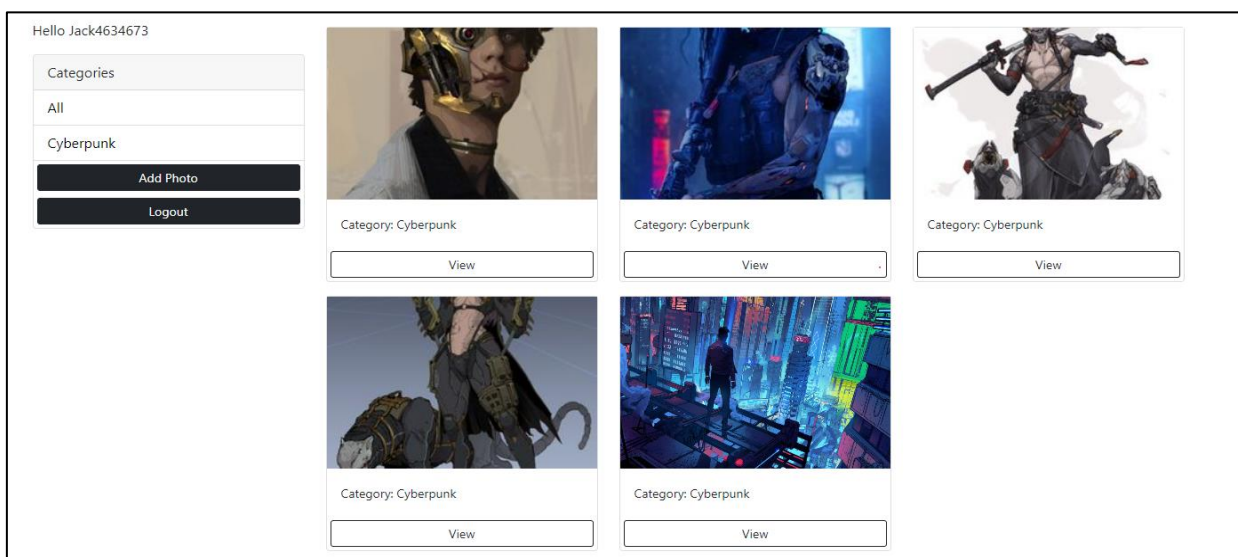 Hello Jack4634673
Categories
All
Cyberpunk
Add Photo
Logout
Category: Cyberpunk
View
Category: Cyberpunk
View
Category: Cyberpunk
View
Category: Cyberpunk
View
Category: Cyberpunk
View